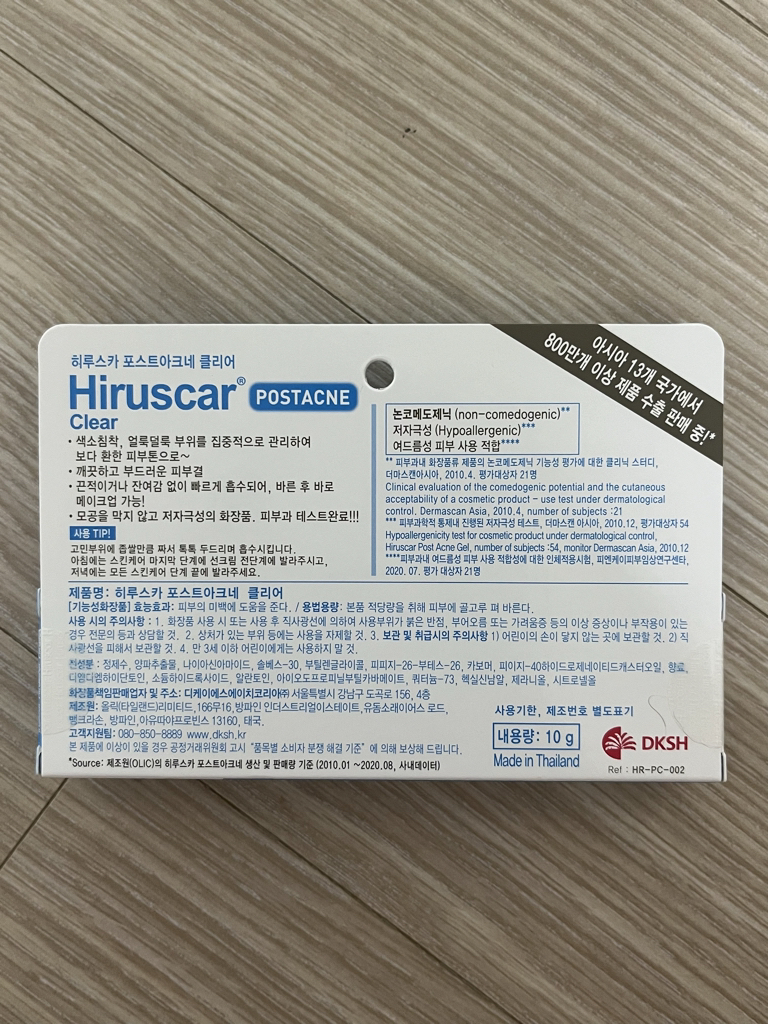 히루스카 포스트아크네 클리어
Hiruscar® POSTACNE
Clear
• 색소침착, 얼룩덜룩 부위를 집중적으로 관리하여
보다 환한 피부톤으로~
• 깨끗하고 부드러운 피부결
• 끈적이거나 잔여감 없이 빠르게 흡수되어, 바른 후 바로
메이크업 가능!
• 모공을 막지 않고 저자극성의 화장품. 피부과 테스트완료!!!
사용 TIP!
고민부위에 좁쌀만큼 짜서 톡톡 두드리며 흡수시킵니다.
아침에는 스킨케어 마지막 단계에 선크림 전단계에 발라주시고,
저녁에는 모든 스킨케어 단계 끝에 발라주세요.
아시아 13개 국가에서
800만개 이상 제품 수출 판매 중!*
논코메도제닉 (non-comedogenic)**
저자극성 (Hypoallergenic)***
여드름성 피부 사용 적합****
** 피부과내 화장품류 제품의 논코메도제닉 기능성 평가에 대한 클리닉 스터디,
더마스캔아시아, 2010.4. 평가대상자 21명
Clinical evaluation of the comedogenic potential and the cutaneous
acceptability of a cosmetic product – use test under dermatological
control. Dermascan Asia, 2010.4, number of subjects :21
*** 피부과학적 통제내 진행된 저자극성 테스트, 더마스캔 아시아, 2010.12, 평가대상자 54
Hypoallergenicity test for cosmetic product under dermatological control,
Hiruscar Post Acne Gel, number of subjects :54, monitor Dermascan Asia, 2010.12
****피부과내 여드름성 피부 사용 적합성에 대한 인체적용시험, 피엔케이피부임상연구센타,
2020. 07. 평가 대상자 21명
제품명: 히루스카 포스트아크네 클리어
[기능성화장품] 효능효과: 피부의 미백에 도움을 준다. / 용법용량: 본품 적당량을 취해 피부에 골고루 펴 바른다.
사용 시의 주의사항 : 1. 화장품 사용 시 또는 사용 후 직사광선에 의하여 사용부위가 붉은 반점, 부어오름 또는 가려움증 등의 이상 증상이나 부작용이 있는
경우 전문의 등과 상담할 것. 2. 상처가 있는 부위 등에는 사용을 자제할 것. 3. 보관 및 취급시의 주의사항 1) 어린이의 손이 닿지 않는 곳에 보관할 것. 2) 직
사광선을 피해서 보관할 것. 4. 만 3세 이하 어린이에게는 사용하지 말 것.
전성분 : 정제수, 양파추출물, 나이아신아마이드, 솔베스-30, 부틸렌글라이콜, 피피지-26-부테스-26, 카보머, 피이지-40하이드로제네이티드캐스터오일, 향료,
디엠디엠하이단토인, 소듐하이드록사이드, 알란토인, 아이오도프로피닐부틸카바메이트, 쿼터늄-73, 헥실신남알, 제라니올, 시트로넬올
화장품책임판매업자 및 주소: 디케이에스에이치코리아㈜ 서울특별시 강남구 도곡로 156, 4층
제조원: 올릭(타일랜드)리미티드,166무16,방파인 인더스트리얼이스테이트,유돔소래이어스 로드,
벵크라손, 방파인,아유따야프로빈스 13160, 태국.
고객지원팀: 080-850-8889 www.dksh.kr
본 제품에 이상이 있을 경우 공정거래위원회 고시 "품목별 소비자 분쟁 해결 기준"에 의해 보상해 드립니다.
*Source: 제조원(OLIC)의 히루스카 포스트아크네 생산 및 판매량 기준 (2010.01 ~2020.08, 사내데이터)
사용기한, 제조번호 별도표기
내용량: 10 g
Made in Thailand
DKSH
Ref : HR-PC-002